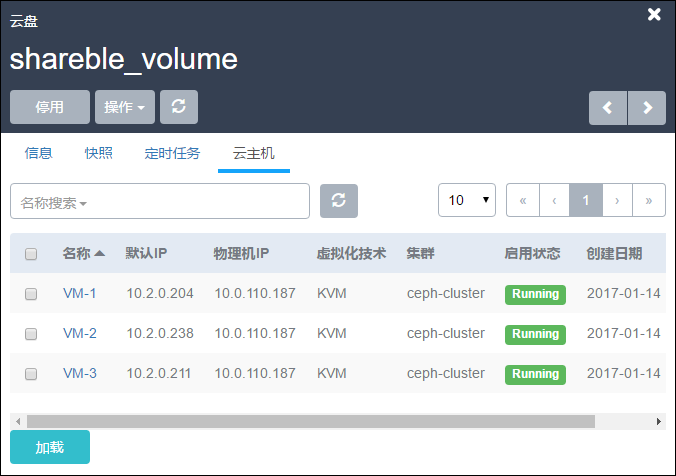 云盘
shareble_volume
停用 操作
信息 快照 定时任务 云主机
名称搜索 10 « ‹ 1 › »
名称 默认IP 物理机IP 虚拟化技术 集群 启用状态 创建日期
VM-1 10.2.0.204 10.0.110.187 KVM ceph-cluster Running 2017-01-14
VM-2 10.2.0.238 10.0.110.187 KVM ceph-cluster Running 2017-01-14
VM-3 10.2.0.211 10.0.110.187 KVM ceph-cluster Running 2017-01-14
加载